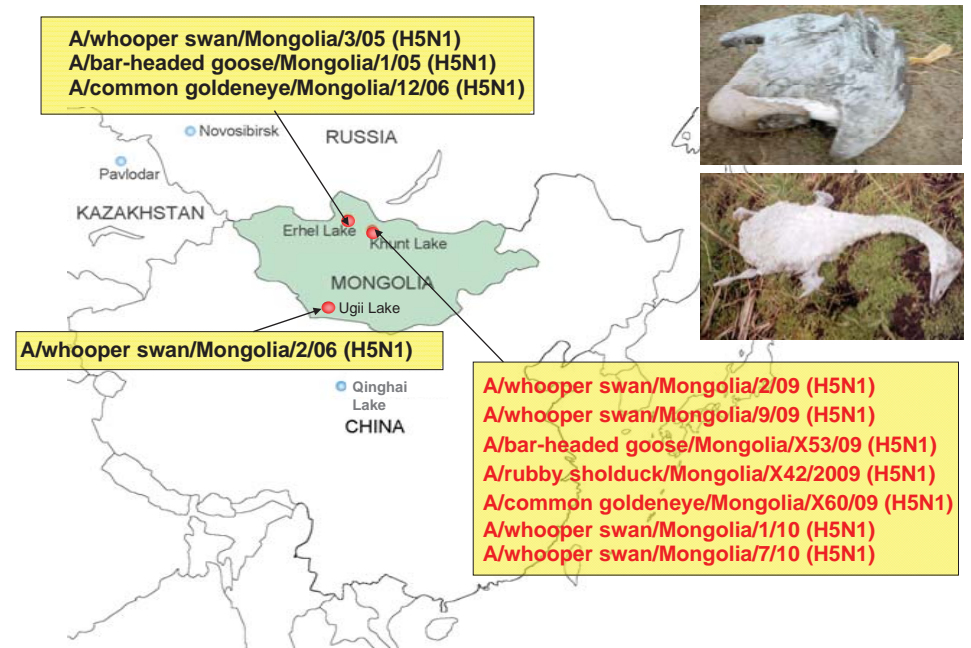 A/whooper swan/Mongolia/3/05 (H5N1)
A/bar-headed goose/Mongolia/1/05 (H5N1)
A/common goldeneye/Mongolia/12/06 (H5N1)
Novosibirsk
RUSSIA
Pavlodar
KAZAKHSTAN
Erhel Lake
Khunt Lake
MONGOLIA
Ugii Lake
A/whooper swan/Mongolia/2/06 (H5N1)
Qinghai
Lake
CHINA
A/whooper swan/Mongolia/2/09 (H5N1)
A/whooper swan/Mongolia/9/09 (H5N1)
A/bar-headed goose/Mongolia/X53/09 (H5N1)
A/rubby sholduck/Mongolia/X42/2009 (H5N1)
A/common goldeneye/Mongolia/X60/09 (H5N1)
A/whooper swan/Mongolia/1/10 (H5N1)
A/whooper swan/Mongolia/7/10 (H5N1)